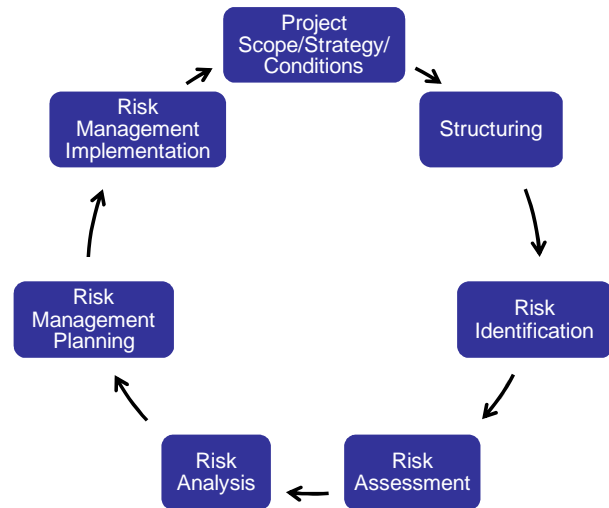 Project
Scope/Strategy/
Conditions
Structuring
Risk
Identification
Risk
Assessment
Risk
Analysis
Risk
Management
Planning
Risk
Management
Implementation